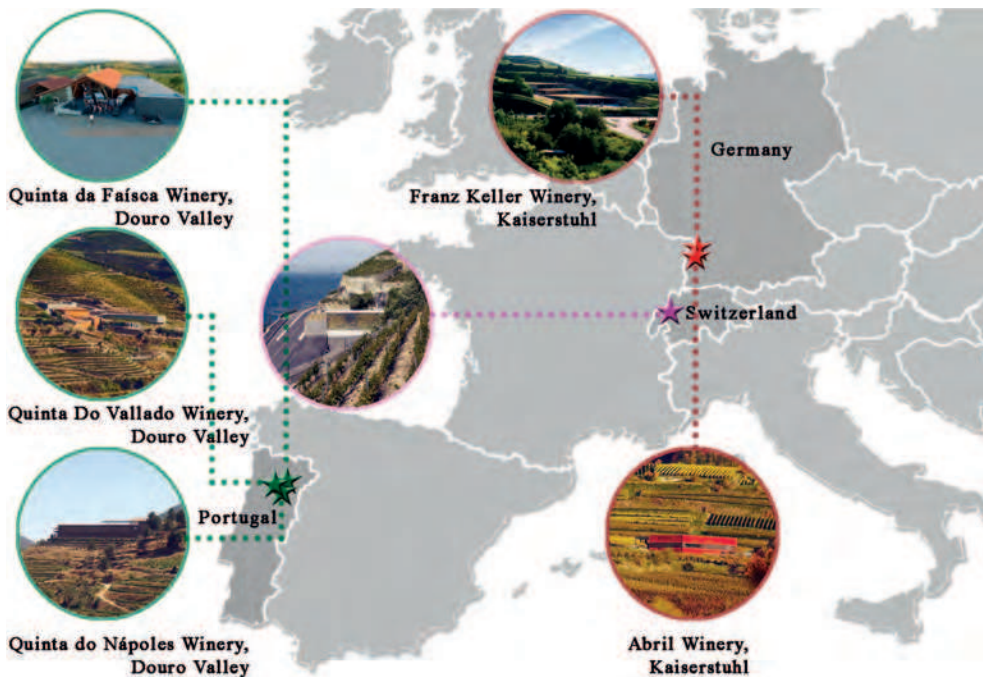 Quinta da Faísoa Winery,
Douro Valley
Franz Keller Winery,
Kaiserstuhl
Germany
Switzerland
Quinta Do Vallado Winery,
Douro Valley
Portugal
Quinta do Nápoles Winery,
Douro Valley
Abril Winery,
Kaiserstuhl